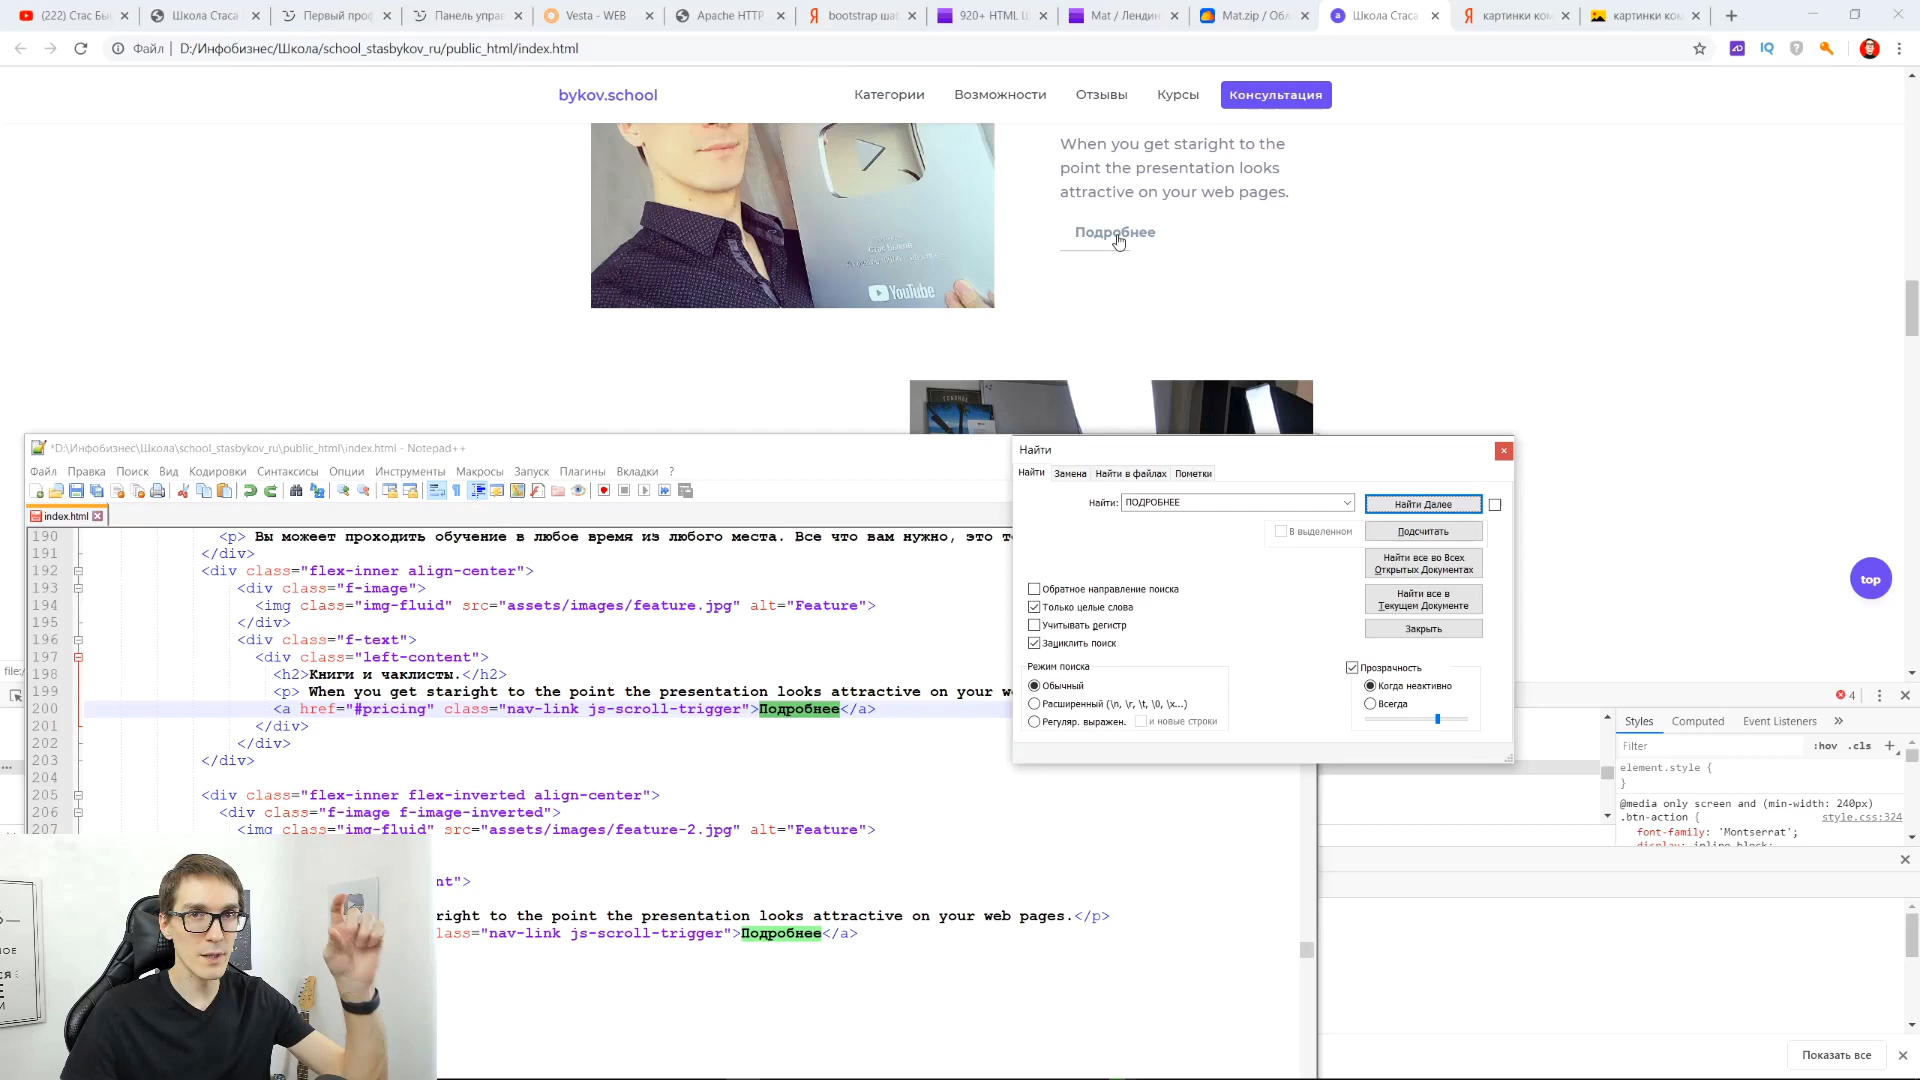 (222) Стас Бы
Школа Стаса
Первый про
Панель упра
Vesta - WEB
Apache HTTP
bootstrap ша
920+ HTML Ш
Mat / Лендин
Mat.zip / Обл
Школа Стаса
картинки ком
картинки ком
Файл | D:/Инфобизнес/Школа/school_stasbykov_ru/public_html/index.html
bykov.school
Категории
Возможности
Отзывы
Курсы
Консультация
When you get staright to the
point the presentation looks
attractive on your web pages.
Подробнее
YouTube
top
*D:\Инфобизнес\Школа\school_stasbykov_ru\public_html\index.html - Notepad++
Файл Правка Поиск Вид Кодировки Синтаксисы Опции Инструменты Макросы Запуск Плагины Вкладки ?
index.html
190 <p> Вы можеет проходить обучение в любое время из любого места. Все что вам нужно, это т
191 </div>
192 <div class="flex-inner align-center">
193 <div class="f-image">
194 <img class="img-fluid" src="assets/images/feature.jpg" alt="Feature">
195 </div>
196 <div class="f-text">
197 <div class="left-content">
198 <h2>Книги и чаклисты.</h2>
199 <p> When you get staright to the point the presentation looks attractive on your w
200 <a href="#pricing" class="nav-link js-scroll-trigger">Подробнее</a>
201 </div>
202 </div>
203 </div>
204
205 <div class="flex-inner flex-inverted align-center">
206 <div class="f-image f-image-inverted">
207 <img class="img-fluid" src="assets/images/feature-2.jpg" alt="Feature">
nt">
right to the point the presentation looks attractive on your web pages.</p>
lass="nav-link js-scroll-trigger">Подробнее</a>
Найти
Найти Замена Найти в файлах Пометки
Найти: ПОДРОБНЕЕ
Найти Далее
В выделенном
Подсчитать
Найти все во Всех
Открытых Документах
Найти все в
Текущем Документе
Закрыть
Обратное направление поиска
Только целые слова
Учитывать регистр
Зациклить поиск
Режим поиска
Обычный
Расширенный (\n, \r, \t, \0, \x...)
Регуляр. выражен.
и новые строки
Прозрачность
Когда неактивно
Всегда
file:/
4
Styles Computed Event Listeners »
Filter
:hov .cls +
element.style {
}
@media only screen and (min-width: 240px)
.btn-action {
style.css:324
font-family: 'Montserrat';
display: inline-block;
Показать все